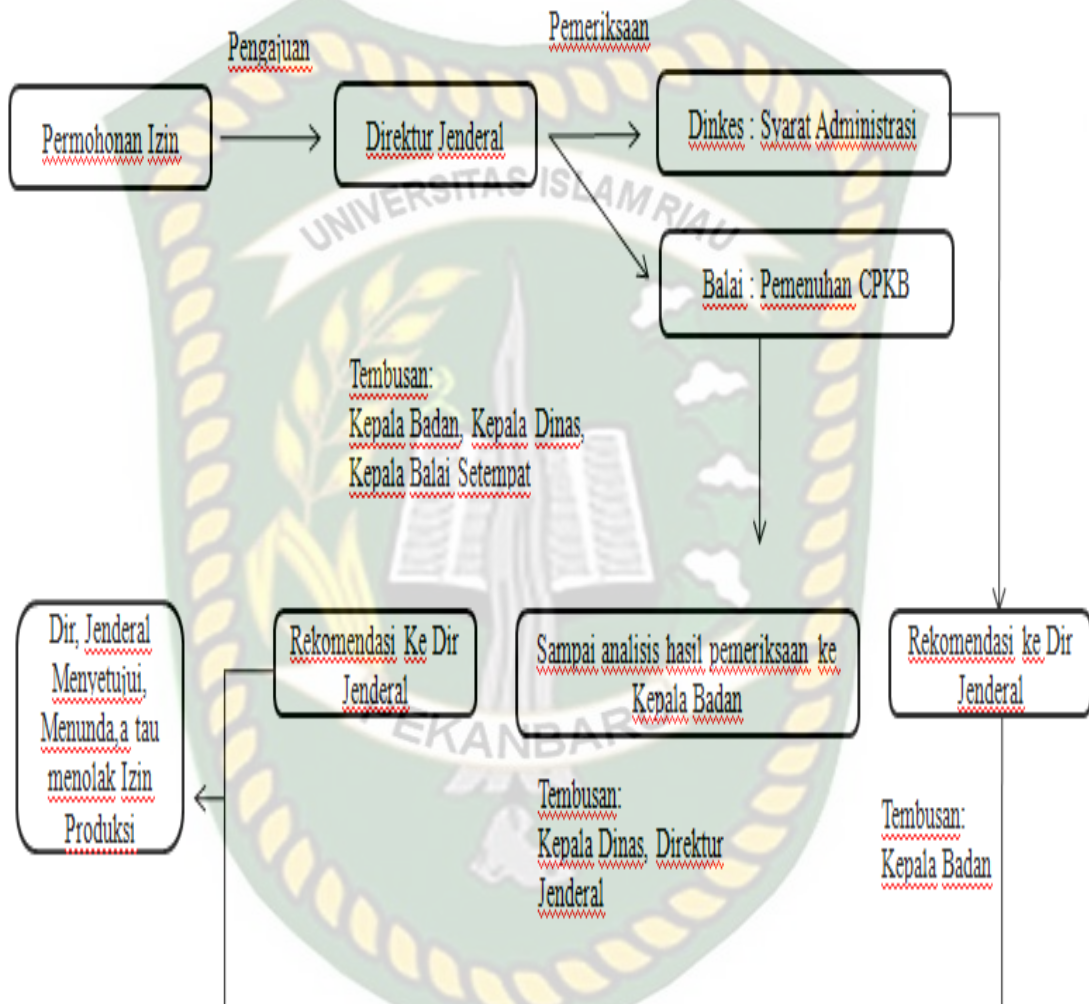 Pengajuan
Pemeriksaan
Permohonan Izin
Direktur Jenderal
Dinkes : Syarat Administrasi
UNIVERSITAS ISLAM RIAU
Balai : Pemenuhan CPKB
Tembusan:
Kepala Badan, Kepala Dinas,
Kepala Balai Setempat
Dir, Jenderal
Menyetujui,
Menunda,a tau
menolak Izin
Produksi
Rekomendasi Ke Dir
Jenderal
Sampai analisis hasil pemeriksaan ke
Kepala Badan
Rekomendasi ke Dir
Jenderal
PEKANBARU
Tembusan:
Kepala Dinas, Direktur
Jenderal
Tembusan:
Kepala Badan